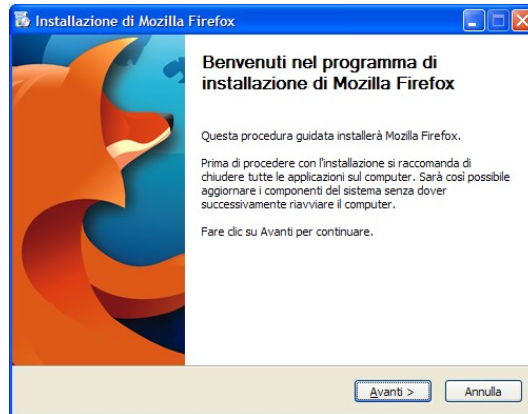 Installazione di Mozilla Firefox
Benvenuti nel programma di
installazione di Mozilla Firefox
Questa procedura guidata installerà Mozilla Firefox.
Prima di procedere con l'installazione si raccomanda di
chiudere tutte le applicazioni sul computer. Sarà così possibile
aggiornare i componenti del sistema senza dover
successivamente riavviare il computer.
Fare clic su Avanti per continuare.
Avanti >
Annulla